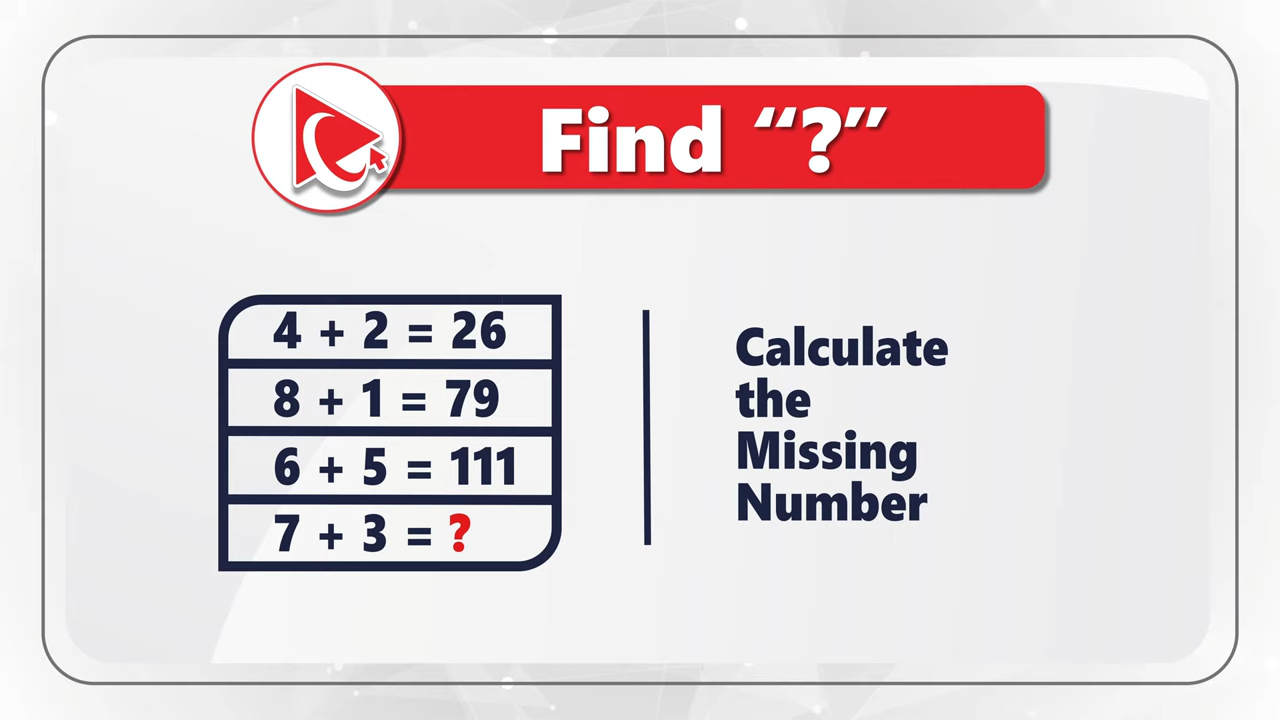 Find “?”
4 + 2 = 26
8 + 1 = 79
6 + 5 = 111
7 + 3 = ?
Calculate
the
Missing
Number